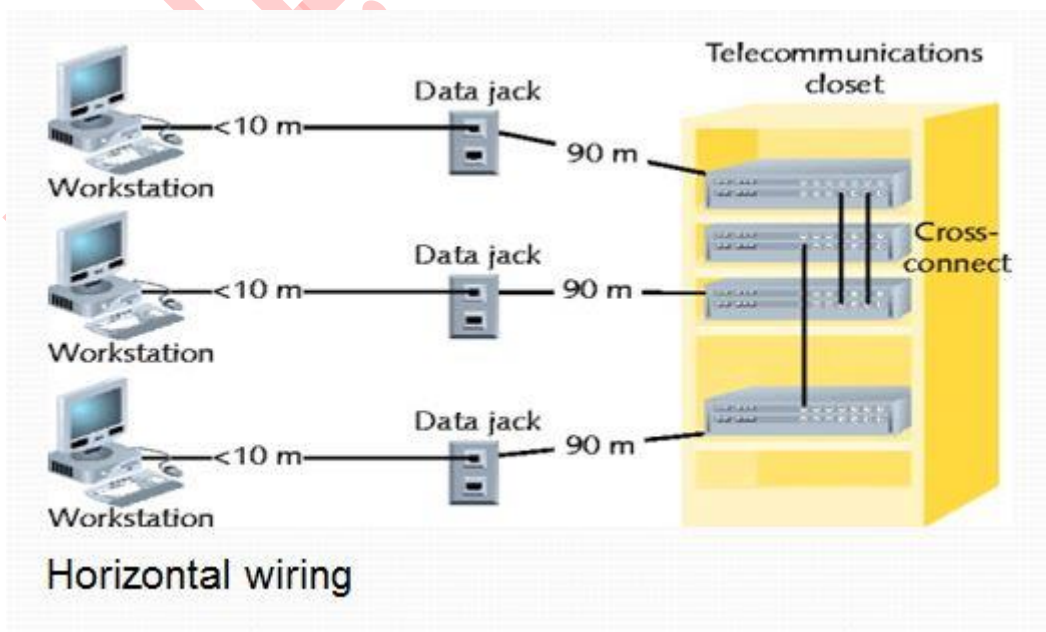 Telecommunications
closet
Data jack
<10 m
90 m
Workstation
Cross-
connect
Data jack
<10 m
90 m
Workstation
Data jack
<10 m
90 m
Workstation
Horizontal wiring